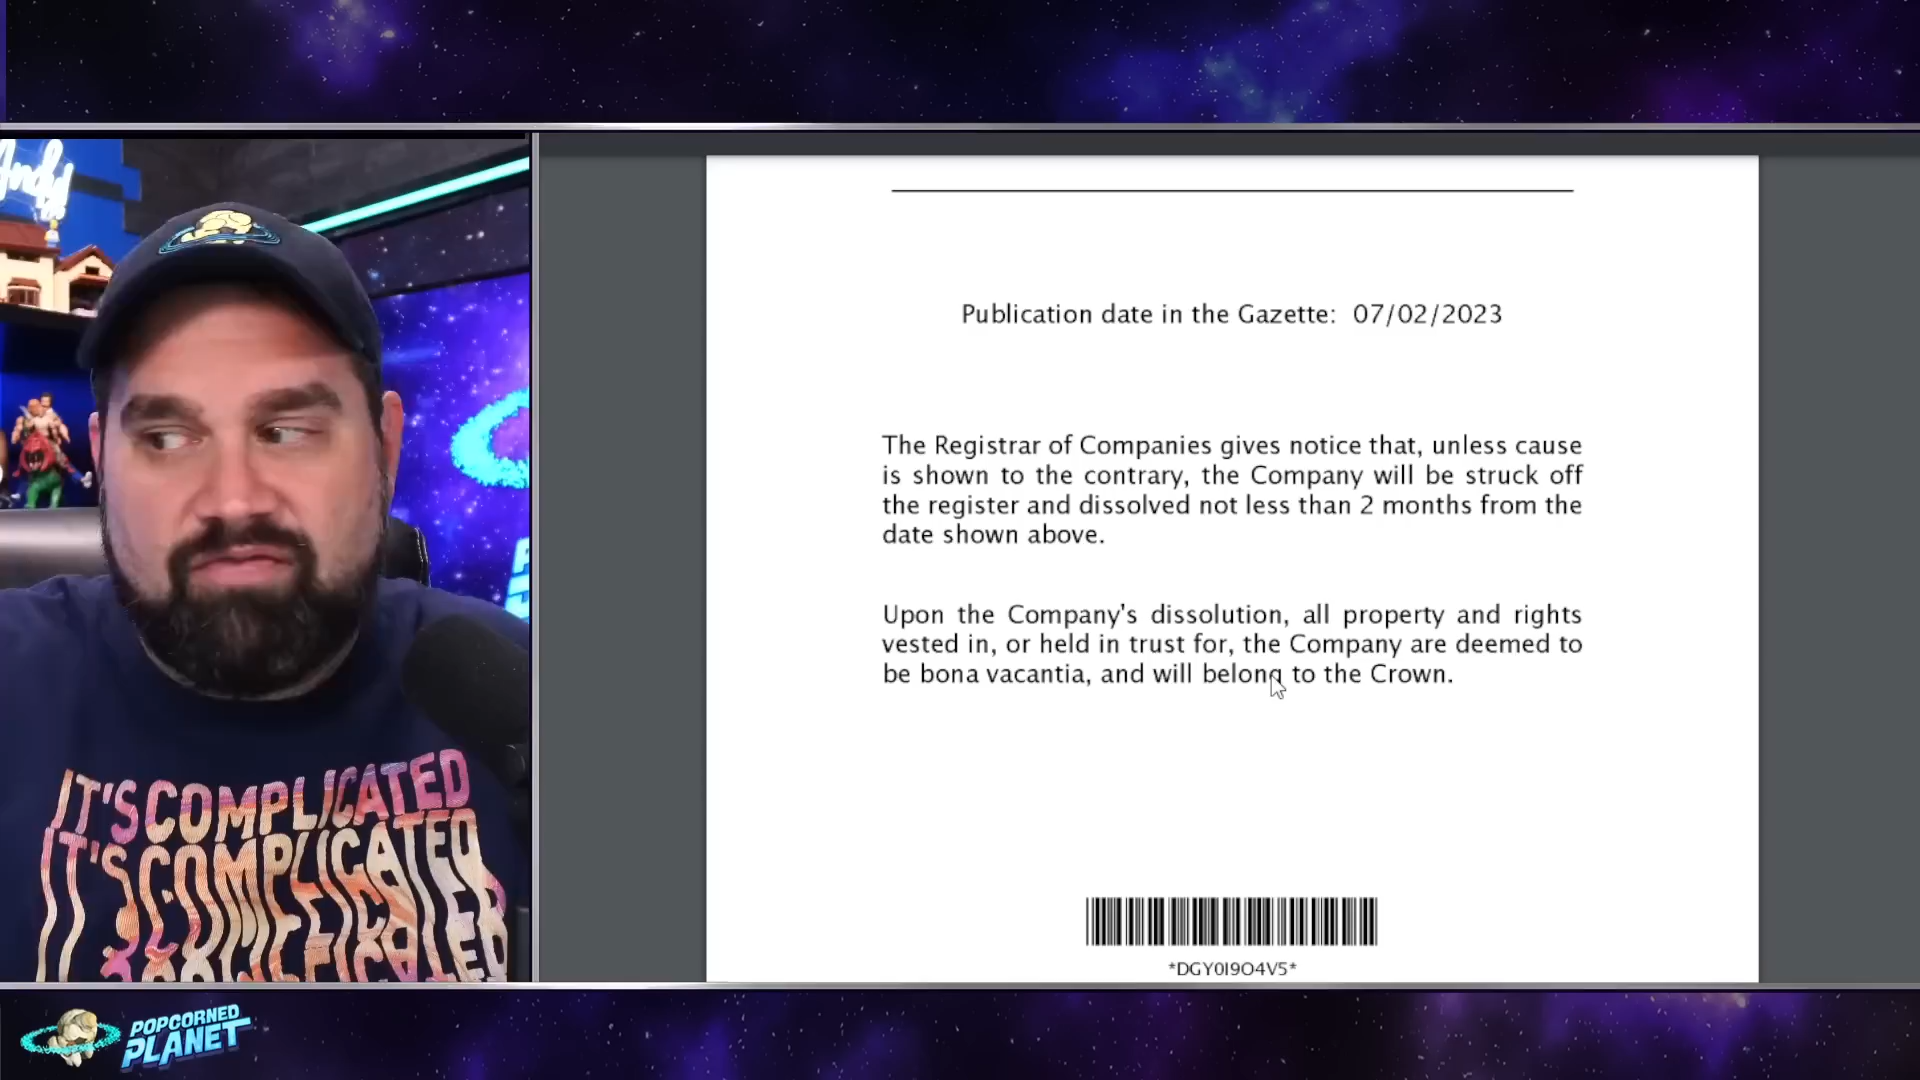 Andy
Publication date in the Gazette: 07/02/2023
The Registrar of Companies gives notice that, unless cause
is shown to the contrary, the Company will be struck off
the register and dissolved not less than 2 months from the
date shown above.
Upon the Company's dissolution, all property and rights
vested in, or held in trust for, the Company are deemed to
be bona vacantia, and will belong to the Crown.
*DGY0I9O4V5*
IT'S COMPLICATED
IT'S COMPLICATED
POPCORNED
PLANET